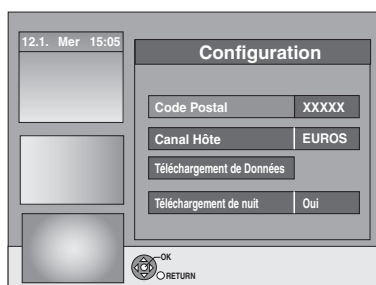 12.1. Mer 15:05
Configuration
Code Postal XXXXX
Canal Hôte EUROS
Téléchargement de Données
Téléchargement de nuit Oui
OK
RETURN